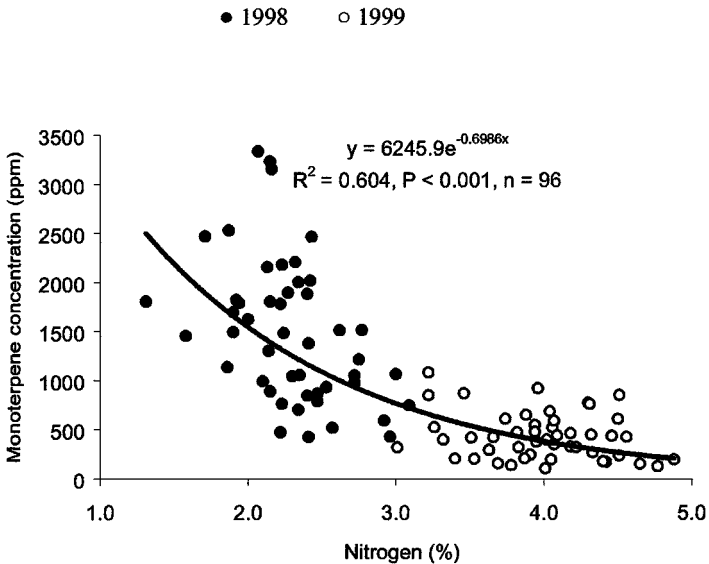 1998 1999
y = 6245.9e^-0.6986x
R² = 0.604, P < 0.001, n = 96
Monoterpene concentration (ppm)
3500
3000
2500
2000
1500
1000
500
0
1.0 2.0 3.0 4.0 5.0
Nitrogen (%)